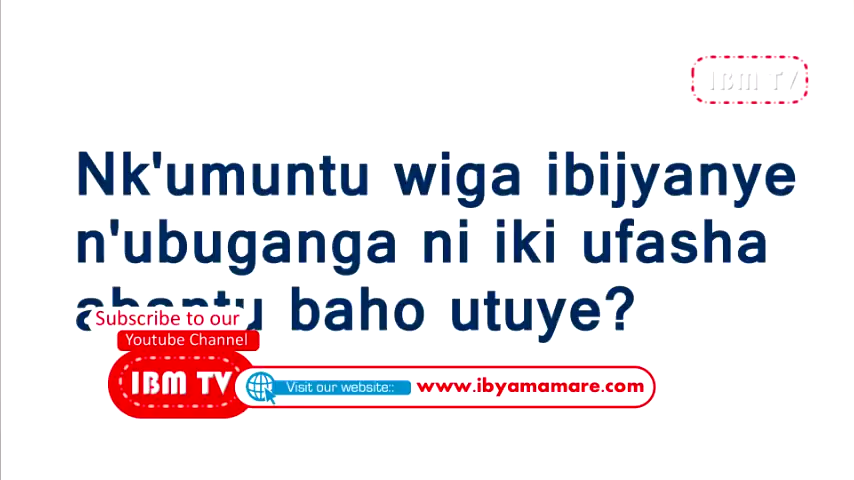 IBM TV
Nk'umuntu wiga ibijyanye
n'ubuganga ni iki ufasha
abantu baho utuye?
Subscribe to our
Youtube Channel
IBM TV
Visit our website::
www.ibyamamare.com